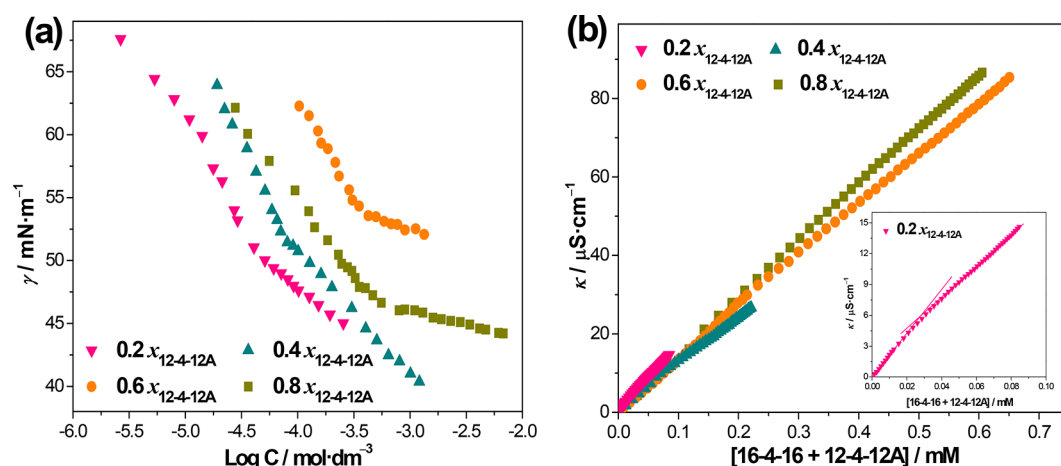 (a)
γ / mN·m⁻¹
65
60
55
50
45
40
-6.0 -5.5 -5.0 -4.5 -4.0 -3.5 -3.0 -2.5 -2.0
Log C / mol·dm⁻³
0.2 x₁₂₋₄₋₁₂A 0.4 x₁₂₋₄₋₁₂A
0.6 x₁₂₋₄₋₁₂A 0.8 x₁₂₋₄₋₁₂A
(b)
0.2 x₁₂₋₄₋₁₂A 0.4 x₁₂₋₄₋₁₂A
0.6 x₁₂₋₄₋₁₂A 0.8 x₁₂₋₄₋₁₂A
κ / μS·cm⁻¹
80
60
40
20
0
0.0 0.1 0.2 0.3 0.4 0.5 0.6 0.7
[16-4-16 + 12-4-12A] / mM
0.2 x₁₂₋₄₋₁₂A
κ / μS·cm⁻¹
15
12
9
6
3
0
0.00 0.02 0.04 0.06 0.08 0.10
[16-4-16 + 12-4-12A] / mM